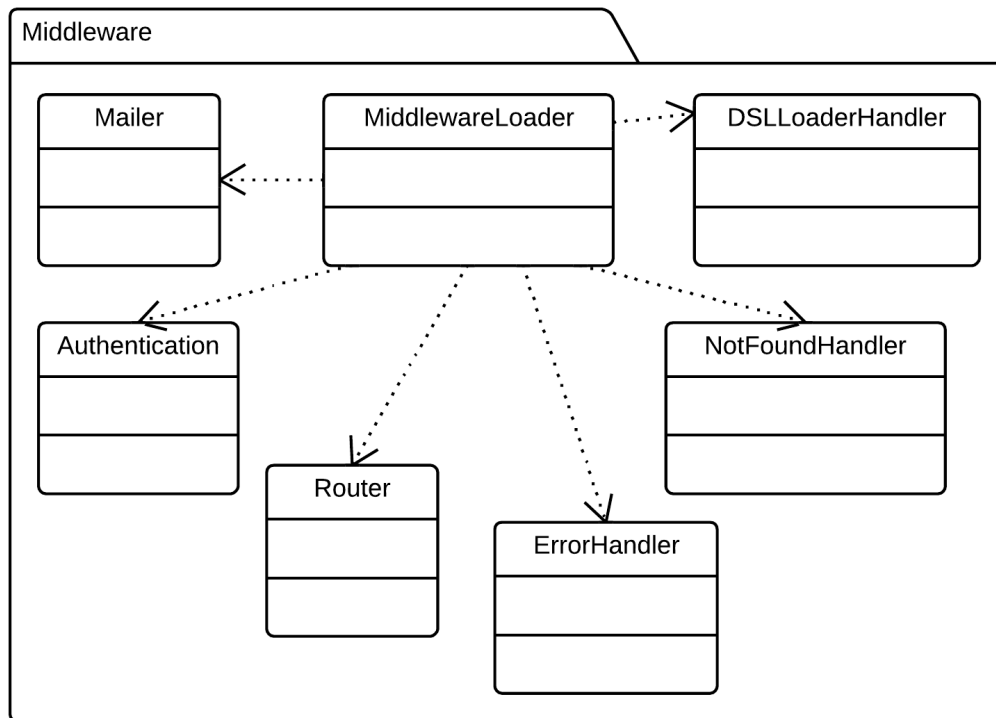 Middleware
Mailer
MiddlewareLoader
DSLLoaderHandler
Authentication
NotFoundHandler
Router
ErrorHandler